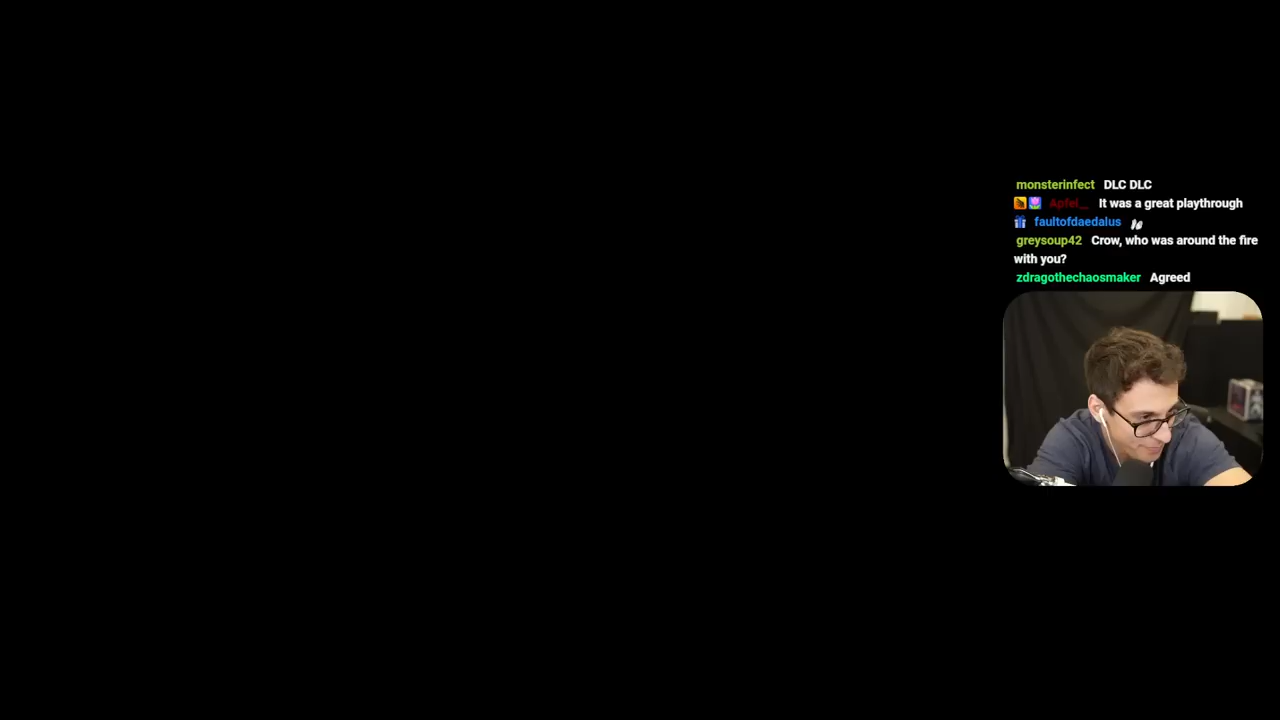 monsterinfect DLC DLC
Apfel__ It was a great playthrough
faultofdaedalus
greysoup42 Crow, who was around the fire
with you?
zdragothechaosmaker Agreed